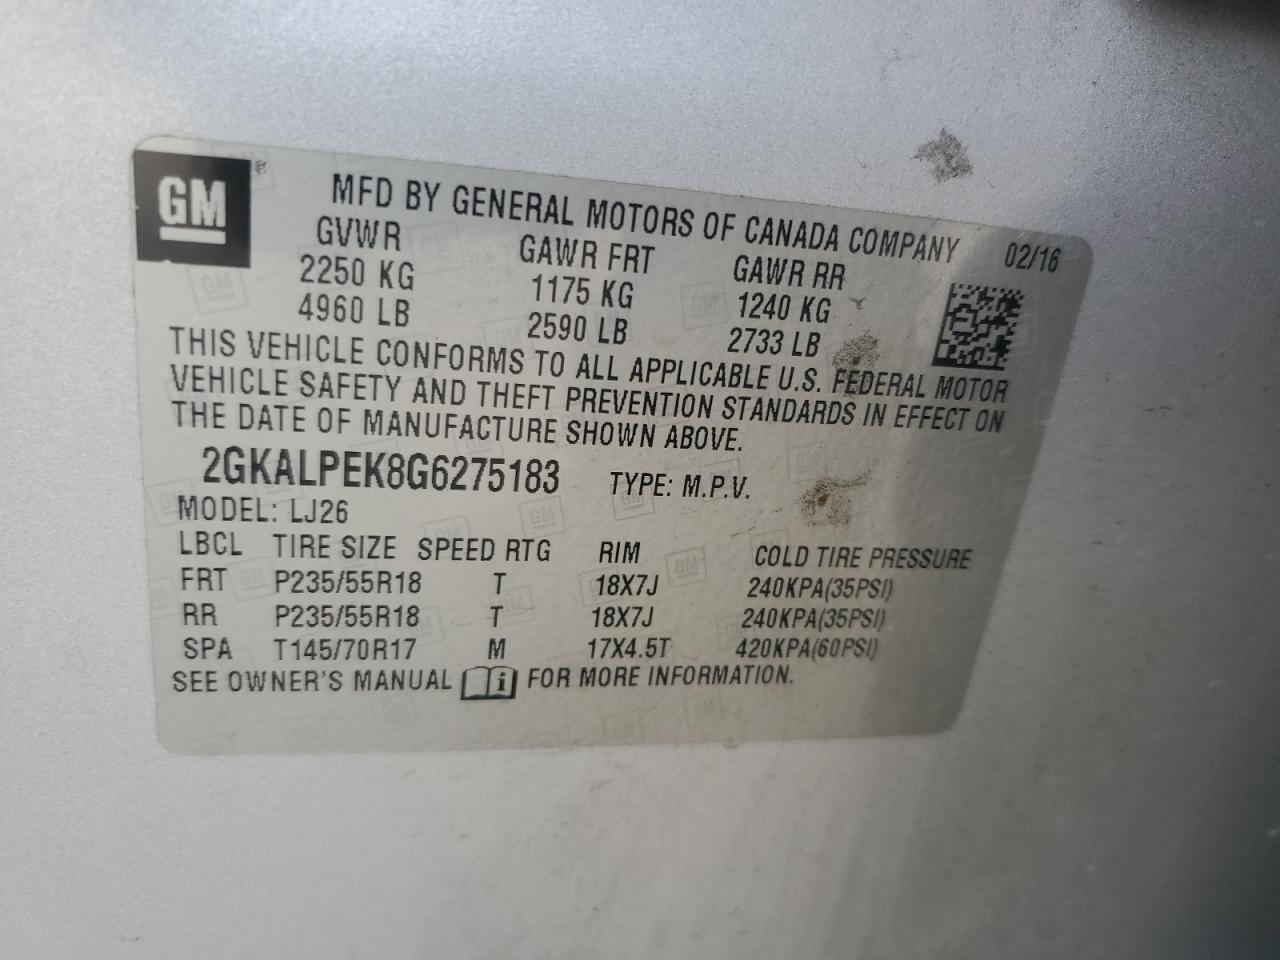 GM ®
MFD BY GENERAL MOTORS OF CANADA COMPANY 02/16
GVWR GAWR FRT GAWR RR
2250 KG 1175 KG 1240 KG
4960 LB 2590 LB 2733 LB
THIS VEHICLE CONFORMS TO ALL APPLICABLE U.S. FEDERAL MOTOR
VEHICLE SAFETY AND THEFT PREVENTION STANDARDS IN EFFECT ON
THE DATE OF MANUFACTURE SHOWN ABOVE.
2GKALPEK8G6275183 TYPE: M.P.V.
MODEL: LJ26
LBCL TIRE SIZE SPEED RTG RIM COLD TIRE PRESSURE
FRT P235/55R18 T 18X7J 240KPA(35PSI)
RR P235/55R18 T 18X7J 240KPA(35PSI)
SPA T145/70R17 M 17X4.5T 420KPA(60PSI)
SEE OWNER'S MANUAL i FOR MORE INFORMATION.